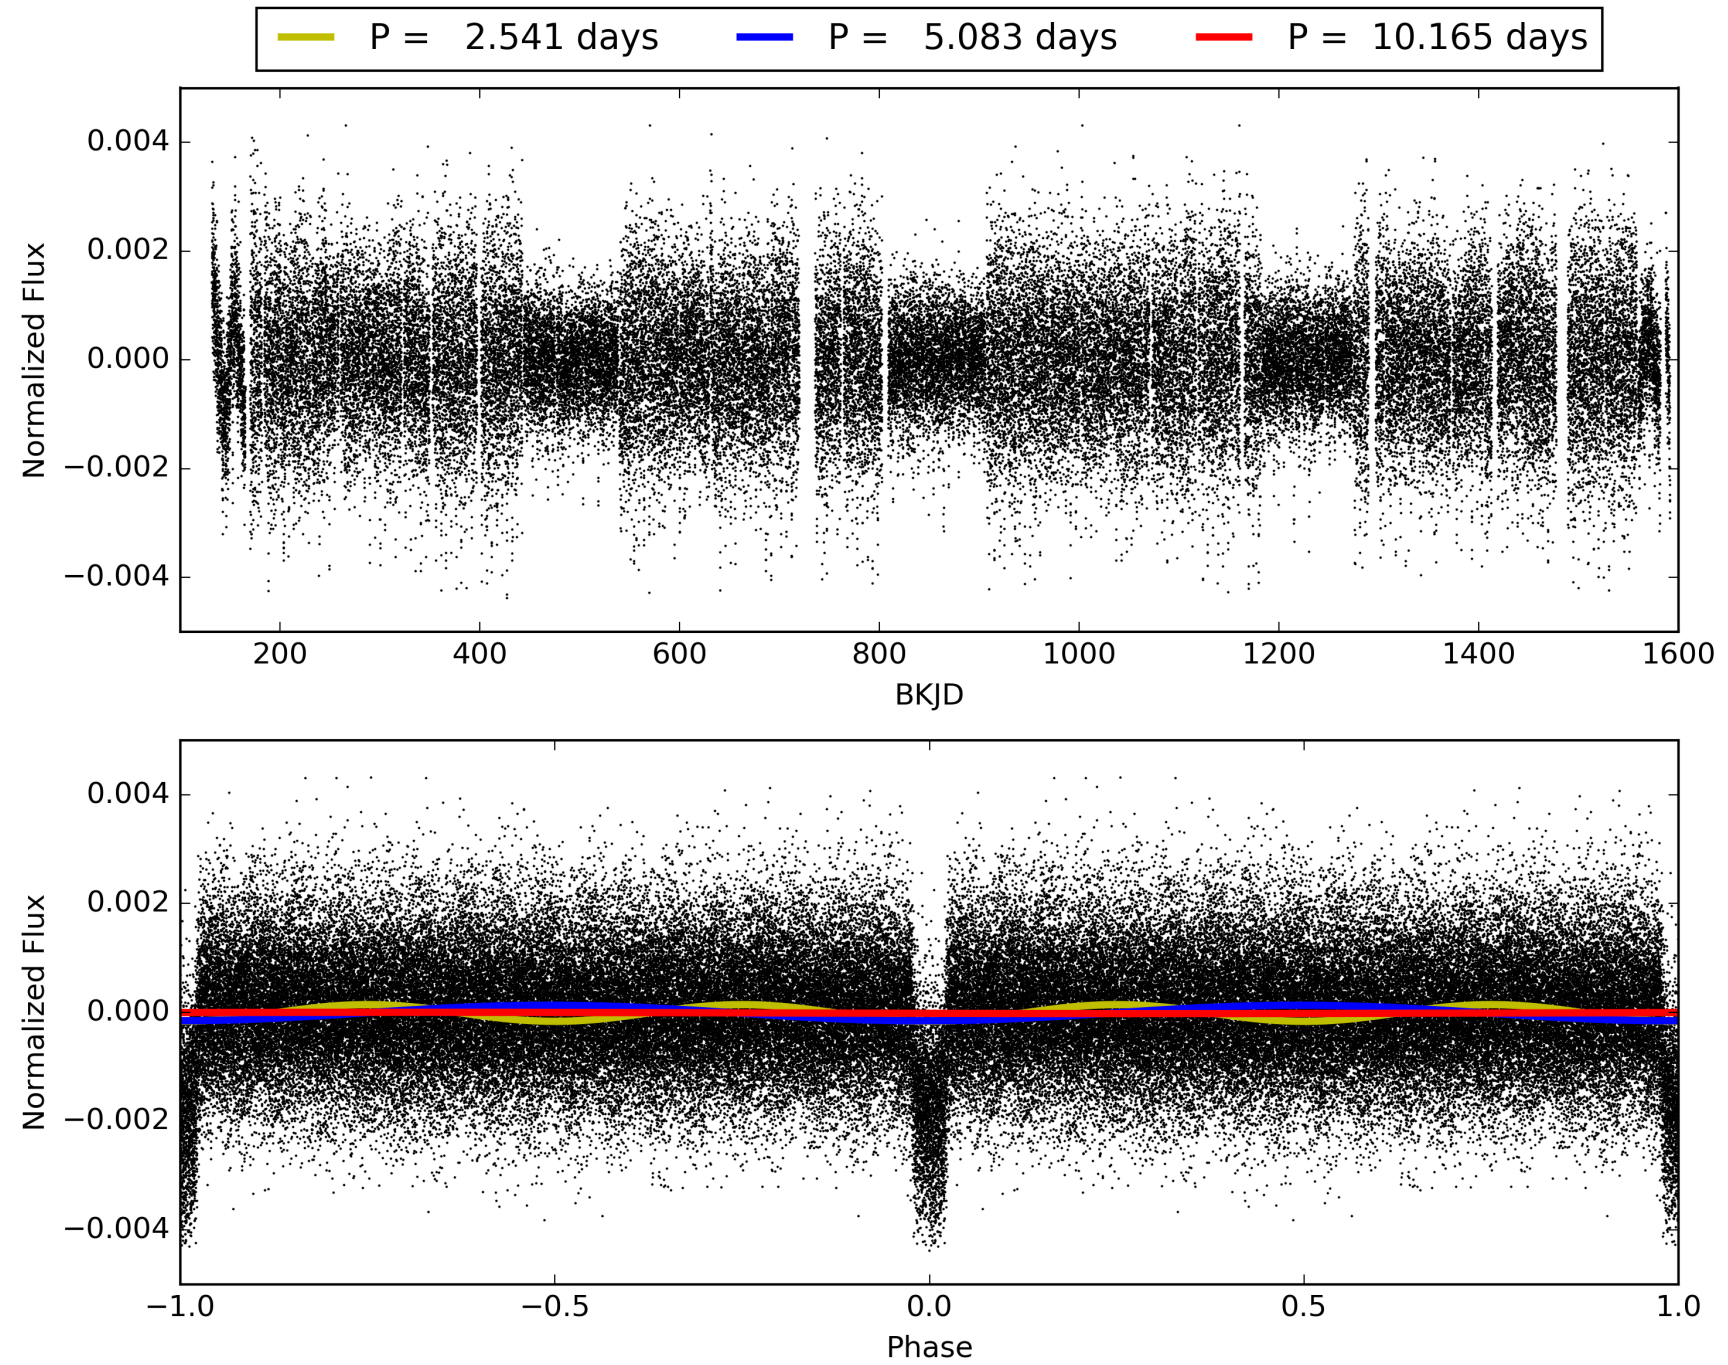 P = 2.541 days P = 5.083 days P = 10.165 days
0.004
0.002
0.000
−0.002
−0.004
Normalized Flux
200 400 600 800 1000 1200 1400 1600
BKJD
0.004
0.002
0.000
−0.002
−0.004
Normalized Flux
−1.0 −0.5 0.0 0.5 1.0
Phase